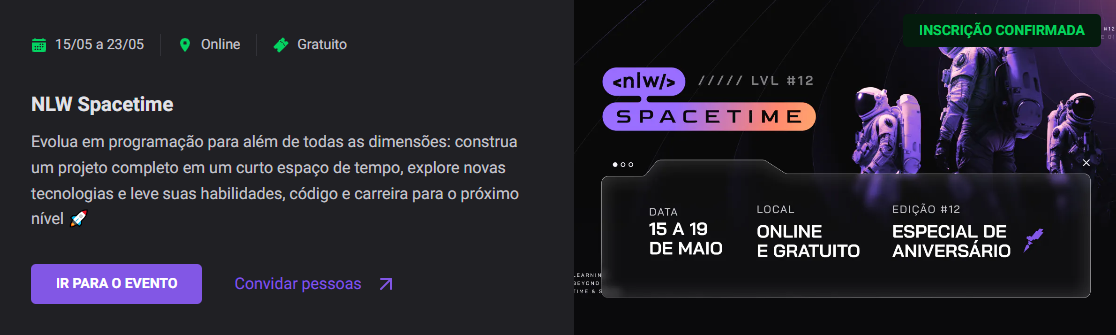 15/05 a 23/05
Online
Gratuito
NLW Spacetime
Evolua em programação para além de todas as dimensões: construa
um projeto completo em um curto espaço de tempo, explore novas
tecnologias e leve suas habilidades, código e carreira para o próximo
nível 🚀
IR PARA O EVENTO
Convidar pessoas
INSCRIÇÃO CONFIRMADA
<nlw/>
///// LVL #12
SPACETIME
DATA
15 A 19
DE MAIO
LOCAL
ONLINE
E GRATUITO
EDIÇÃO #12
ESPECIAL DE
ANIVERSÁRIO
LEARNING
BEYOND
TIME & S